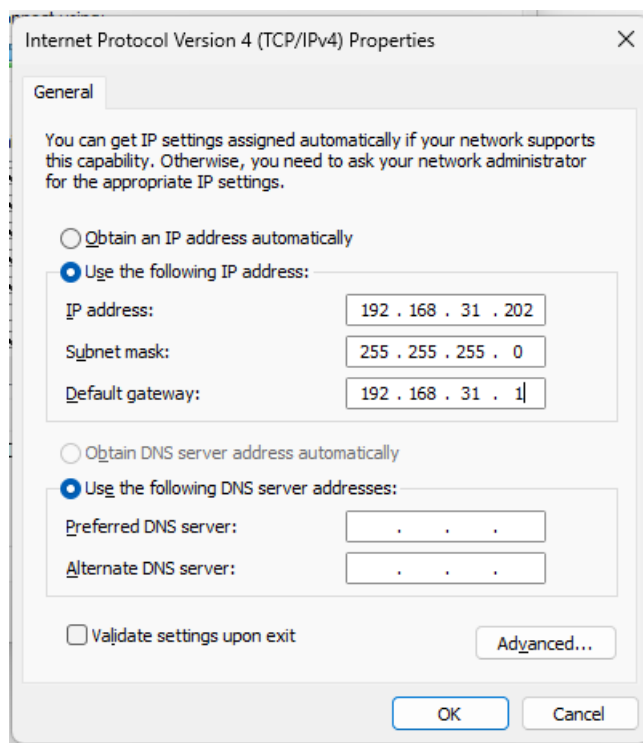 Internet Protocol Version 4 (TCP/IPv4) Properties
General
You can get IP settings assigned automatically if your network supports
this capability. Otherwise, you need to ask your network administrator
for the appropriate IP settings.
Obtain an IP address automatically
Use the following IP address:
IP address: 192 . 168 . 31 . 202
Subnet mask: 255 . 255 . 255 . 0
Default gateway: 192 . 168 . 31 . 1
Obtain DNS server address automatically
Use the following DNS server addresses:
Preferred DNS server: . . .
Alternate DNS server: . . .
Validate settings upon exit
Advanced...
OK Cancel